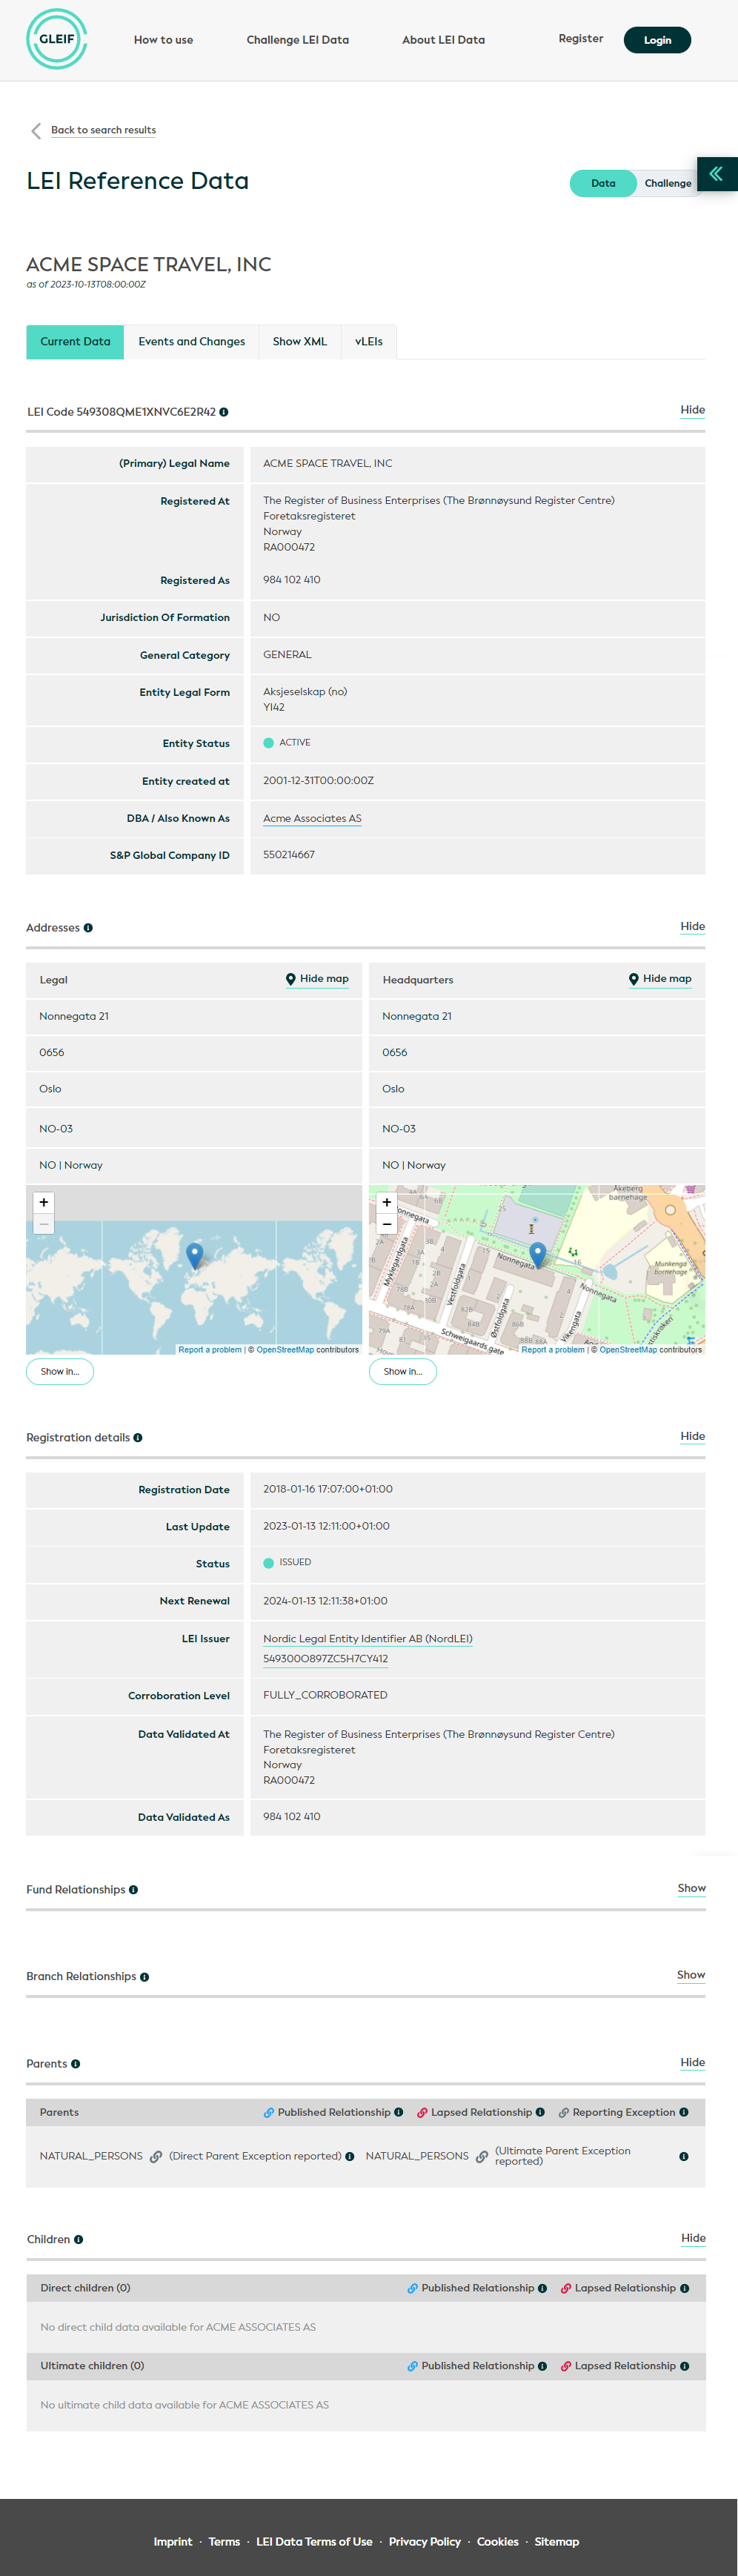 GLEIF
How to use
Challenge LEI Data
About LEI Data
Register
Login
Back to search results
LEI Reference Data
Data
Challenge
ACME SPACE TRAVEL, INC
as of 2023-10-13T08:00:00Z
Current Data
Events and Changes
Show XML
vLEIs
LEI Code 549308QME1XNVC6E2R42
Hide
(Primary) Legal Name
ACME SPACE TRAVEL, INC
Registered At
The Register of Business Enterprises (The Brønnøysund Register Centre)
Foretaksregisteret
Norway
RA000472
Registered As
984 102 410
Jurisdiction Of Formation
NO
General Category
GENERAL
Entity Legal Form
Aksjeselskap (no)
YI42
Entity Status
ACTIVE
Entity created at
2001-12-31T00:00:00Z
DBA / Also Known As
Acme Associates AS
S&P Global Company ID
550214667
Addresses
Hide
Legal
Hide map
Nonnegata 21
0656
Oslo
NO-03
NO | Norway
+
−
Report a problem | © OpenStreetMap contributors
Show in...
Headquarters
Hide map
Nonnegata 21
0656
Oslo
NO-03
NO | Norway
+
−
Åkeberg
barnehage
Nonnegata
Myklegardgata
Vestfoldgata
Østfoldgata
Schweigaards gate
Vikengata
Nonnegata
Munkenga
barnehage
Report a problem | © OpenStreetMap contributors
Show in...
Registration details
Hide
Registration Date
2018-01-16 17:07:00+01:00
Last Update
2023-01-13 12:11:00+01:00
Status
ISSUED
Next Renewal
2024-01-13 12:11:38+01:00
LEI Issuer
Nordic Legal Entity Identifier AB (NordLEI)
549300O897ZC5H7CY412
Corroboration Level
FULLY_CORROBORATED
Data Validated At
The Register of Business Enterprises (The Brønnøysund Register Centre)
Foretaksregisteret
Norway
RA000472
Data Validated As
984 102 410
Fund Relationships
Show
Branch Relationships
Show
Parents
Hide
Parents
Published Relationship
Lapsed Relationship
Reporting Exception
NATURAL_PERSONS
(Direct Parent Exception reported)
NATURAL_PERSONS
(Ultimate Parent Exception
reported)
Children
Hide
Direct children (0)
Published Relationship
Lapsed Relationship
No direct child data available for ACME ASSOCIATES AS
Ultimate children (0)
Published Relationship
Lapsed Relationship
No ultimate child data available for ACME ASSOCIATES AS
Imprint · Terms · LEI Data Terms of Use · Privacy Policy · Cookies · Sitemap